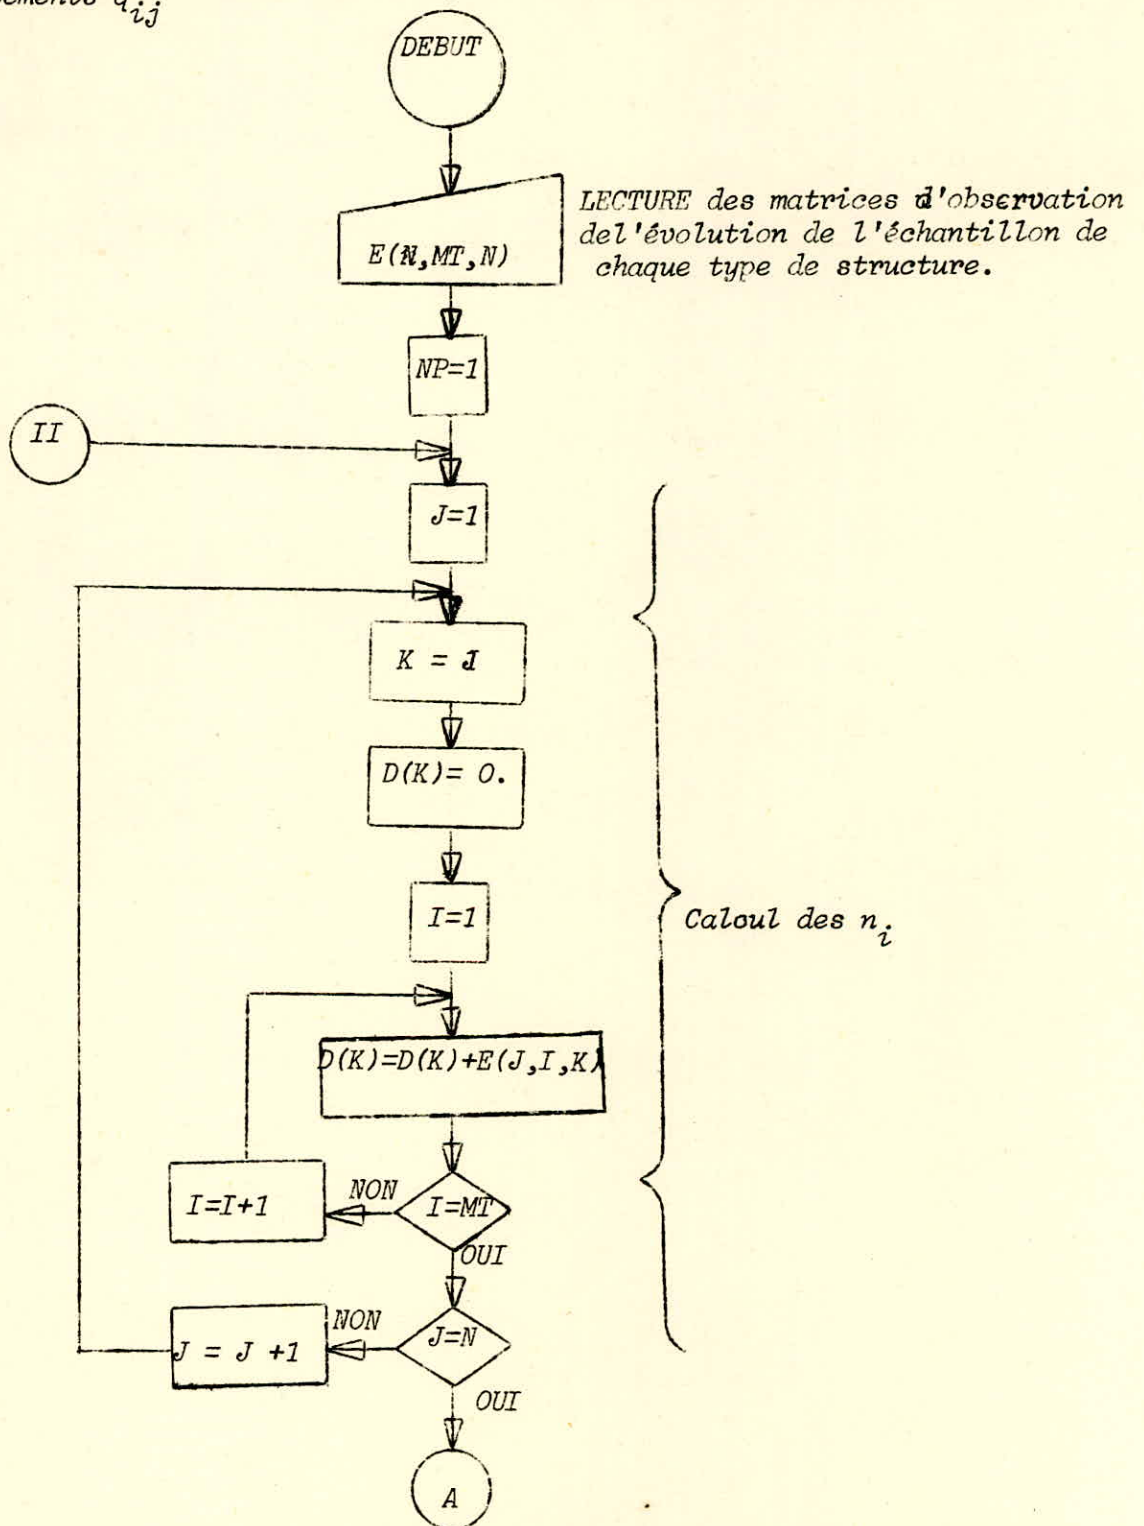 q_ij
DEBUT
E(N,MT,N)
LECTURE des matrices d'observation
del'évolution de l'échantillon de
chaque type de structure.
NP=1
II
J=1
K = J
D(K)= 0.
I=1
Calcul des n_i
D(K)=D(K)+E(J,I,K)
I=I+1
NON
I=MT
OUI
J = J +1
NON
J=N
OUI
A